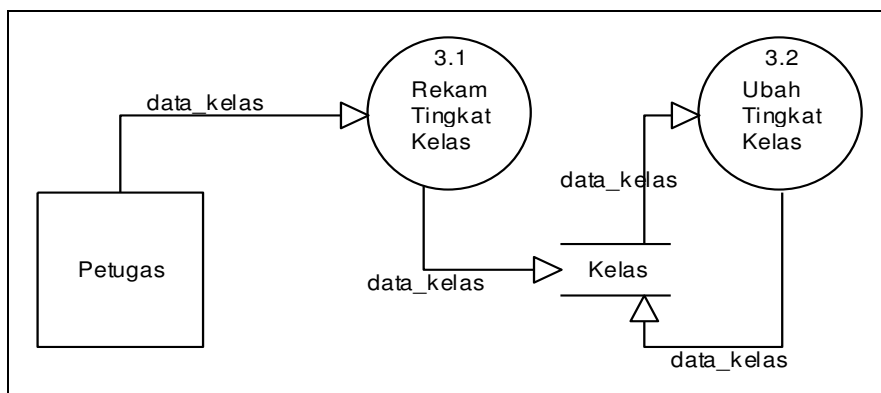 3.1
Rekam
Tingkat
Kelas
3.2
Ubah
Tingkat
Kelas
data_kelas
data_kelas
Petugas
Kelas
data_kelas
data_kelas